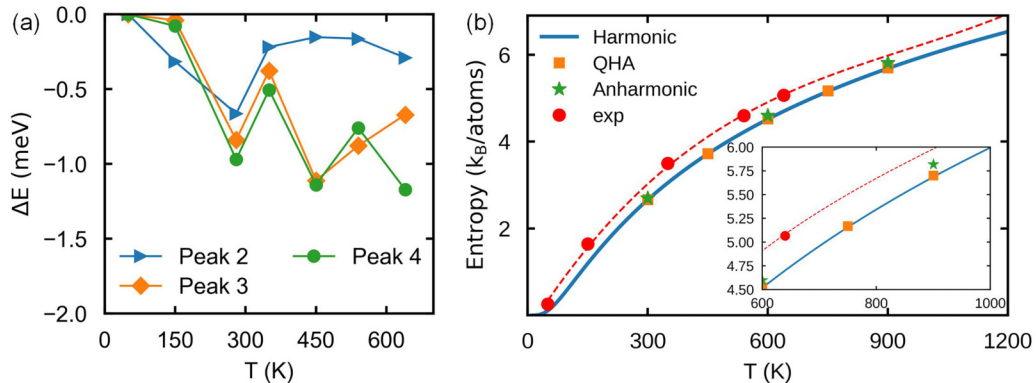 (a)
0.0
-0.5
-1.0
-1.5
-2.0
ΔE (meV)
Peak 2
Peak 3
Peak 4
0 150 300 450 600
T (K)
(b)
6
4
2
Entropy (k_B/atoms)
Harmonic
QHA
Anharmonic
exp
6.00
5.75
5.50
5.25
5.00
4.75
4.50
600 800 1000
0 300 600 900 1200
T (K)